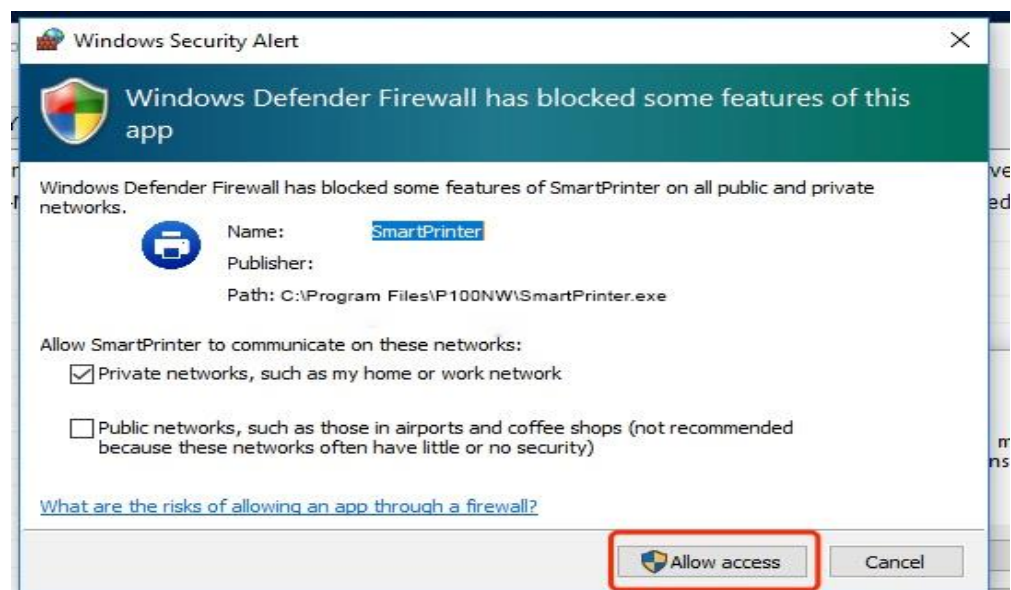 Windows Security Alert
Windows Defender Firewall has blocked some features of this
app
Windows Defender Firewall has blocked some features of SmartPrinter on all public and private
networks.
Name: SmartPrinter
Publisher:
Path: C:\Program Files\P100NW\SmartPrinter.exe
Allow SmartPrinter to communicate on these networks:
Private networks, such as my home or work network
Public networks, such as those in airports and coffee shops (not recommended
because these networks often have little or no security)
What are the risks of allowing an app through a firewall?
Allow access
Cancel